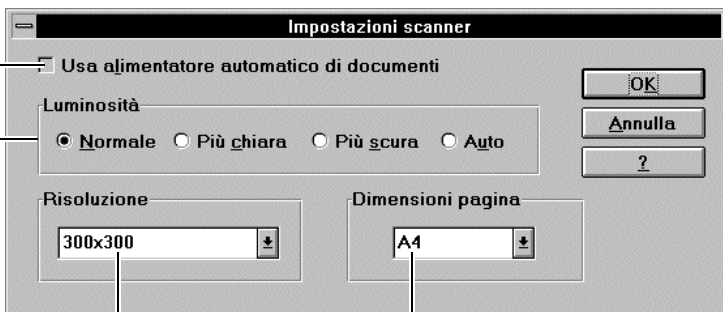 Impostazioni scanner
Usa alimentatore automatico di documenti
OK
Luminosità
Annulla
Normale Più chiara Più scura Auto
?
Risoluzione Dimensioni pagina
300x300 A4